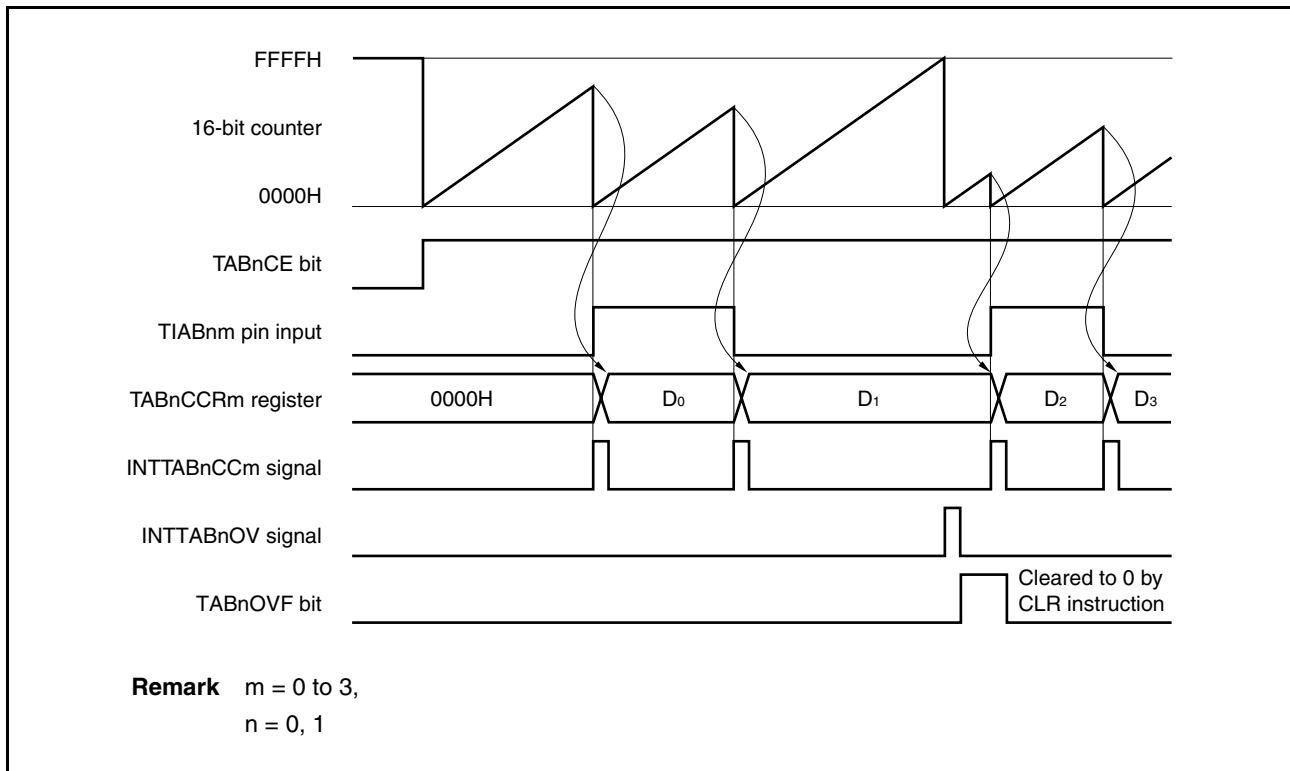 FFFFH
16-bit counter
0000H
TABnCE bit
TIABnm pin input
TABnCCRm register
0000H D0 D1 D2 D3
INTTABnCCm signal
INTTABnOV signal
TABnOVF bit
Cleared to 0 by
CLR instruction
Remark m = 0 to 3,
n = 0, 1